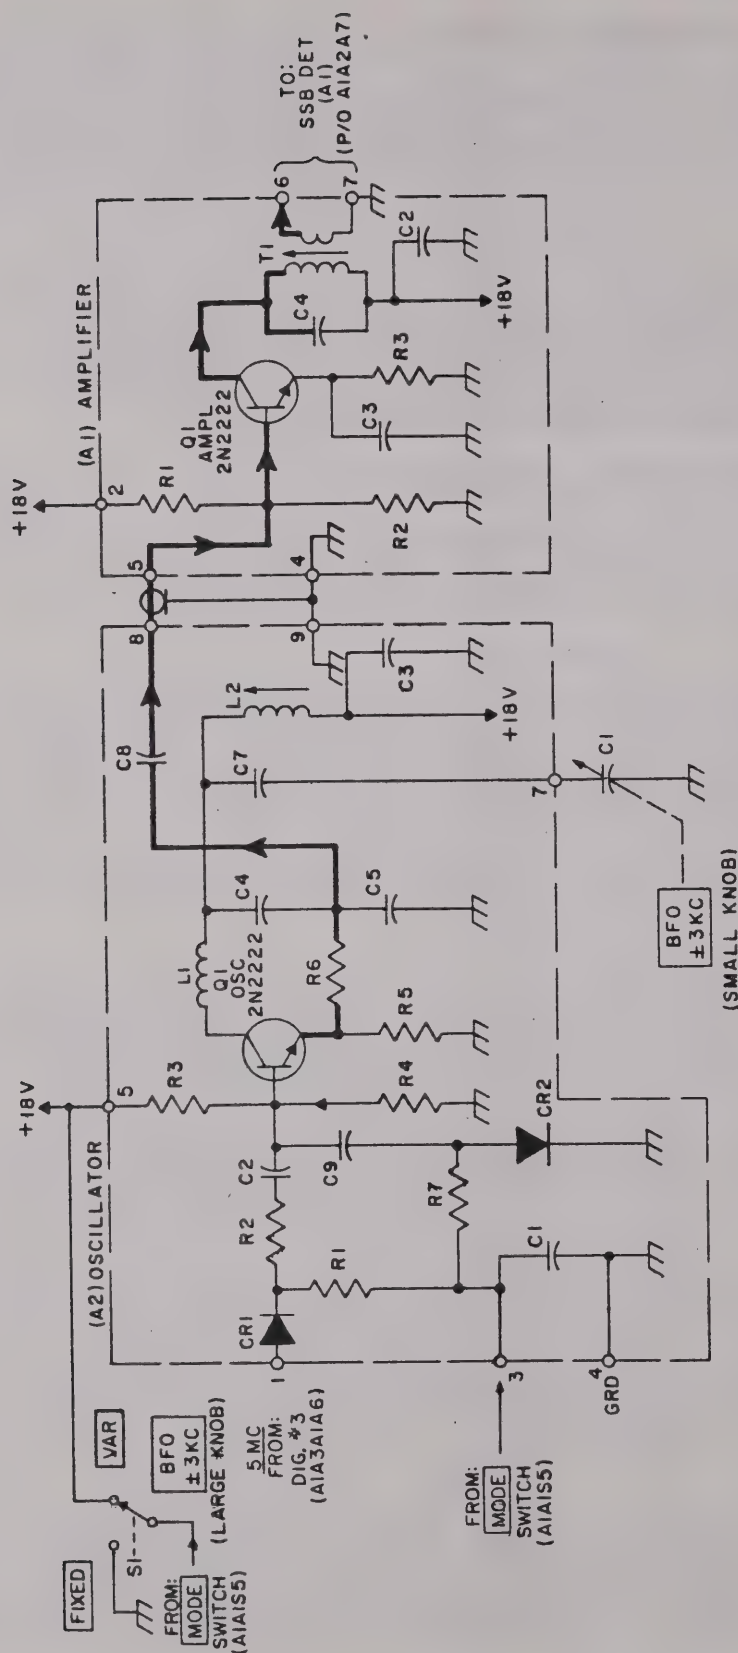 FIXED
VAR
S1
FROM:
MODE
SWITCH
(A1A1S5)
BFO
±3KC
(LARGE KNOB)
+18V
(A2) OSCILLATOR
5
R3
5 MC
FROM:
DIG. #3
(A1A3A1A6)
1
CR1
R2
C2
R1
C9
R4
R7
CR2
C1
FROM:
MODE
SWITCH
(A1A1S5)
3
4
GRD
L1
Q1
OSC
2N2222
R6
R5
C4
C5
C8
C7
L2
C3
+18V
7
C1
BFO
±3KC
(SMALL KNOB)
8
9
5
4
+18V
2
(A1) AMPLIFIER
R1
R2
Q1
AMPL
2N2222
C3
R3
C4
T1
C2
+18V
6
7
TO:
SSB DET
(A1)
(P/O A1A2A7)